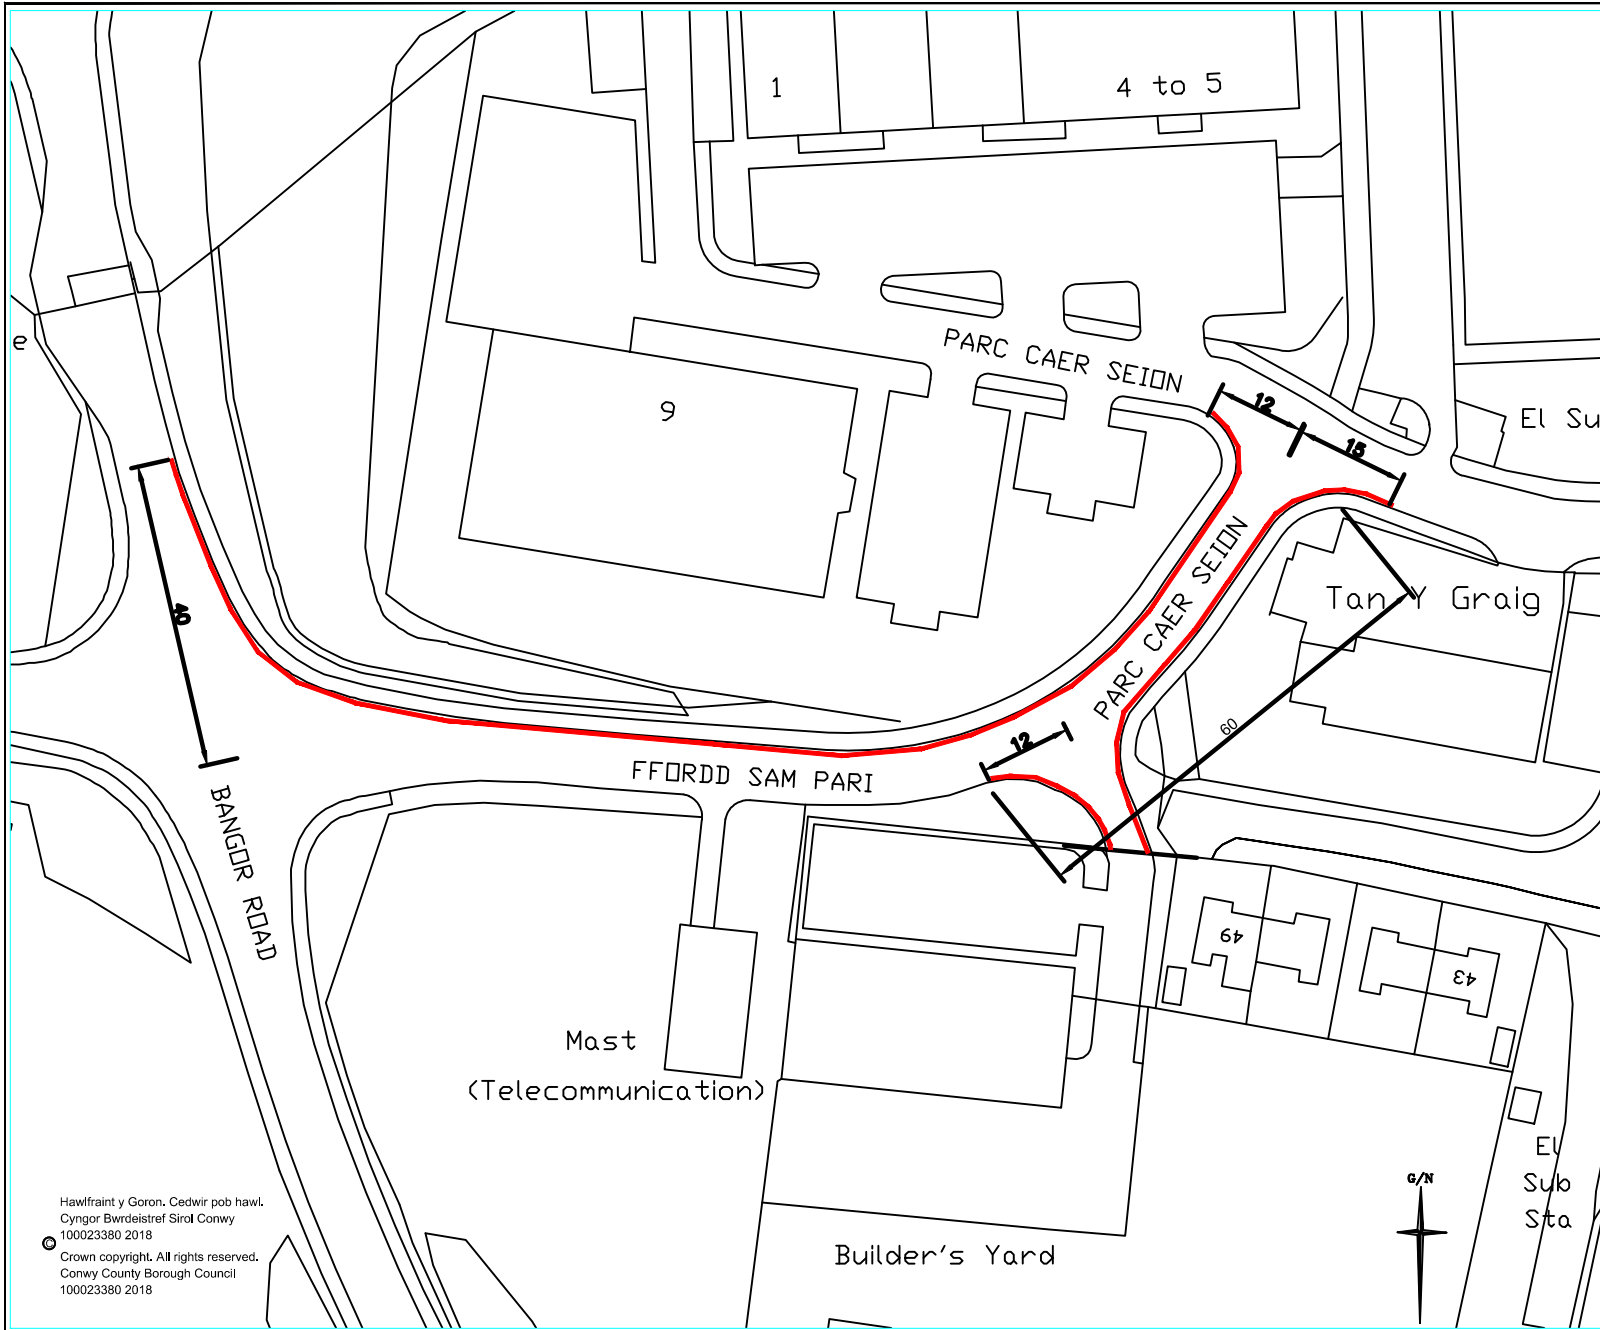 1
4 to 5
e
PARC CAER SEION
9
12
15
El Su
PARC CAER SEION
Tan Y Graig
40
60
12
FFORDD SAM PARI
BANGOR ROAD
49
43
Mast
(Telecommunication)
El
Sub
Sta
G/N
Builder's Yard
Hawlfraint y Goron. Cedwir pob hawl.
Cyngor Bwrdeistref Sirol Conwy
100023380 2018
©
Crown copyright. All rights reserved.
Conwy County Borough Council
100023380 2018